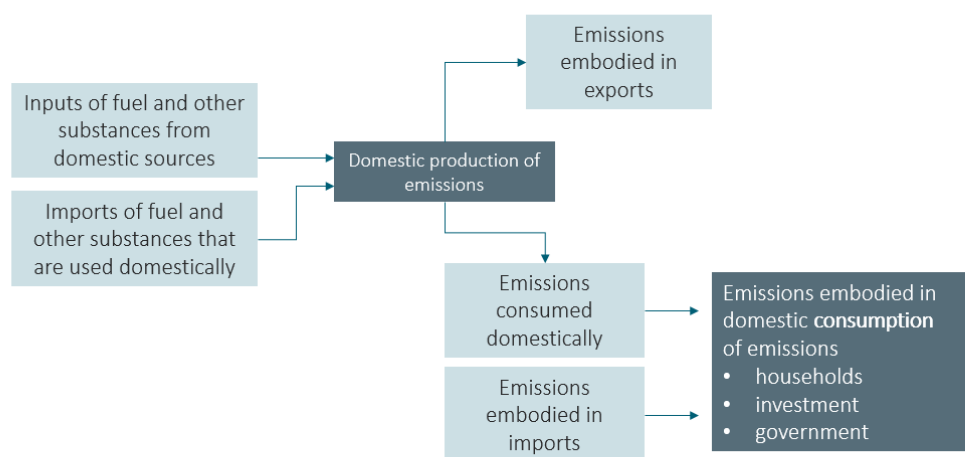 Emissions
embodied in
exports
Inputs of fuel and other
substances from
domestic sources
Domestic production of
emissions
Imports of fuel and
other substances that
are used domestically
Emissions
consumed
domestically
Emissions
embodied in
imports
Emissions embodied in
domestic consumption
of emissions
• households
• investment
• government